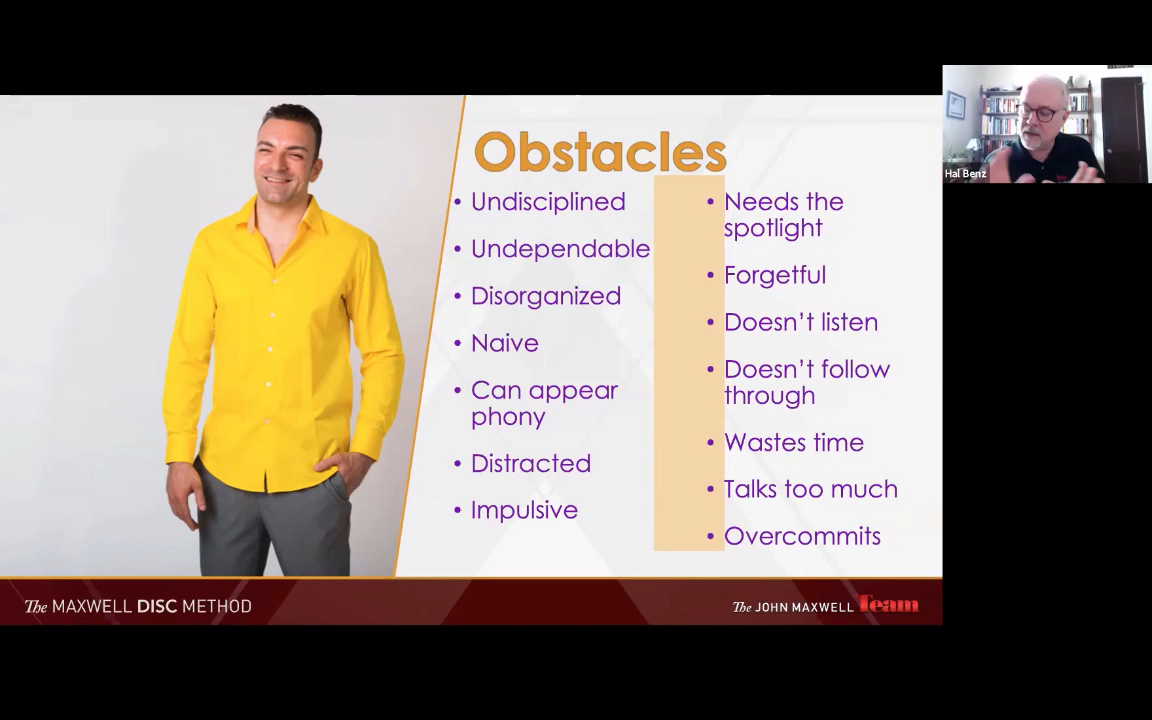 Obstacles
• Undisciplined
• Undependable
• Disorganized
• Naive
• Can appear
phony
• Distracted
• Impulsive
• Needs the
spotlight
• Forgetful
• Doesn’t listen
• Doesn’t follow
through
• Wastes time
• Talks too much
• Overcommits
Hal Benz
The MAXWELL DISC METHOD
The JOHN MAXWELL Team